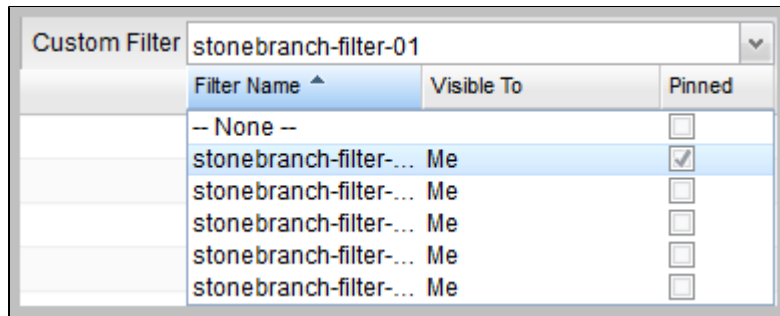 Custom Filter stonebranch-filter-01
Filter Name Visible To Pinned
-- None --
stonebranch-filter-... Me
stonebranch-filter-... Me
stonebranch-filter-... Me
stonebranch-filter-... Me
stonebranch-filter-... Me